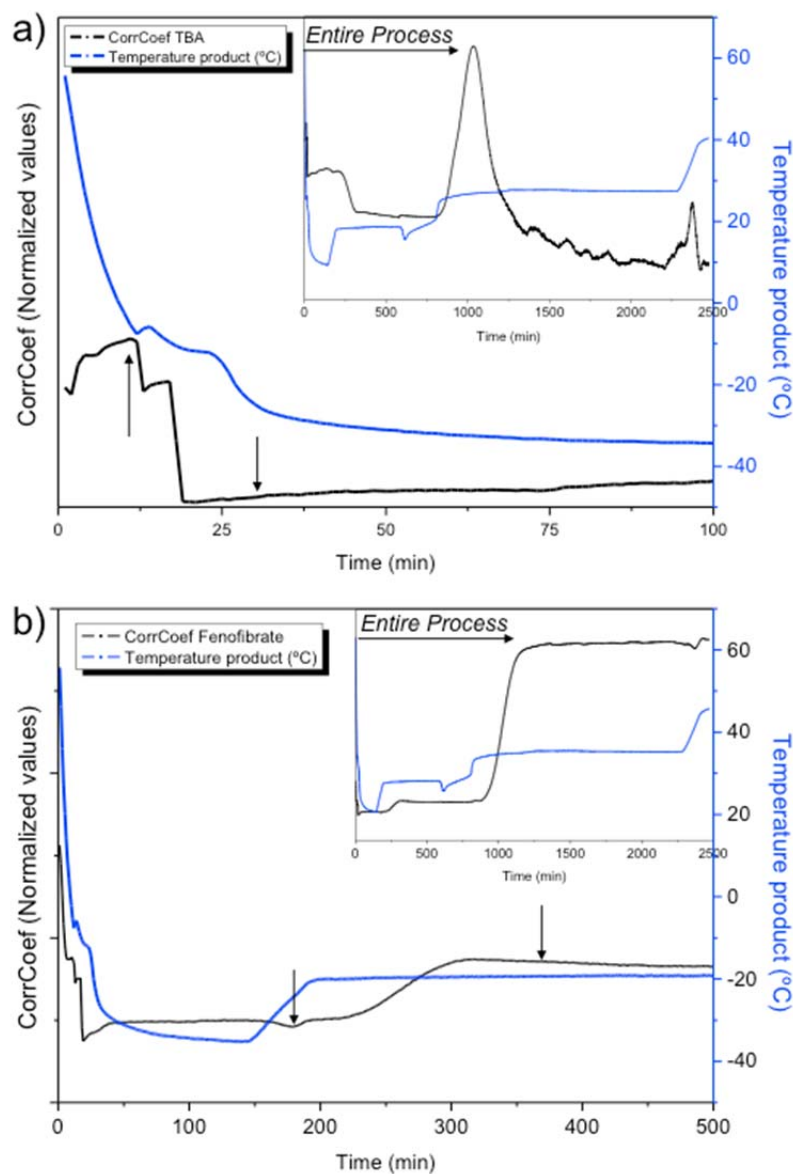 a)
CorrCoef TBA
Temperature product (ºC)
Entire Process
CorrCoef (Normalized values)
Temperature product (ºC)
60
40
20
0
-20
-40
0 500 1000 1500 2000 2500
Time (min)
0 25 50 75 100
Time (min)
b)
CorrCoef Fenofibrate
Temperature product (ºC)
Entire Process
CorrCoef (Normalized values)
Temperature product (ºC)
60
40
20
0
-20
-40
0 500 1000 1500 2000 2500
Time (min)
0 100 200 300 400 500
Time (min)